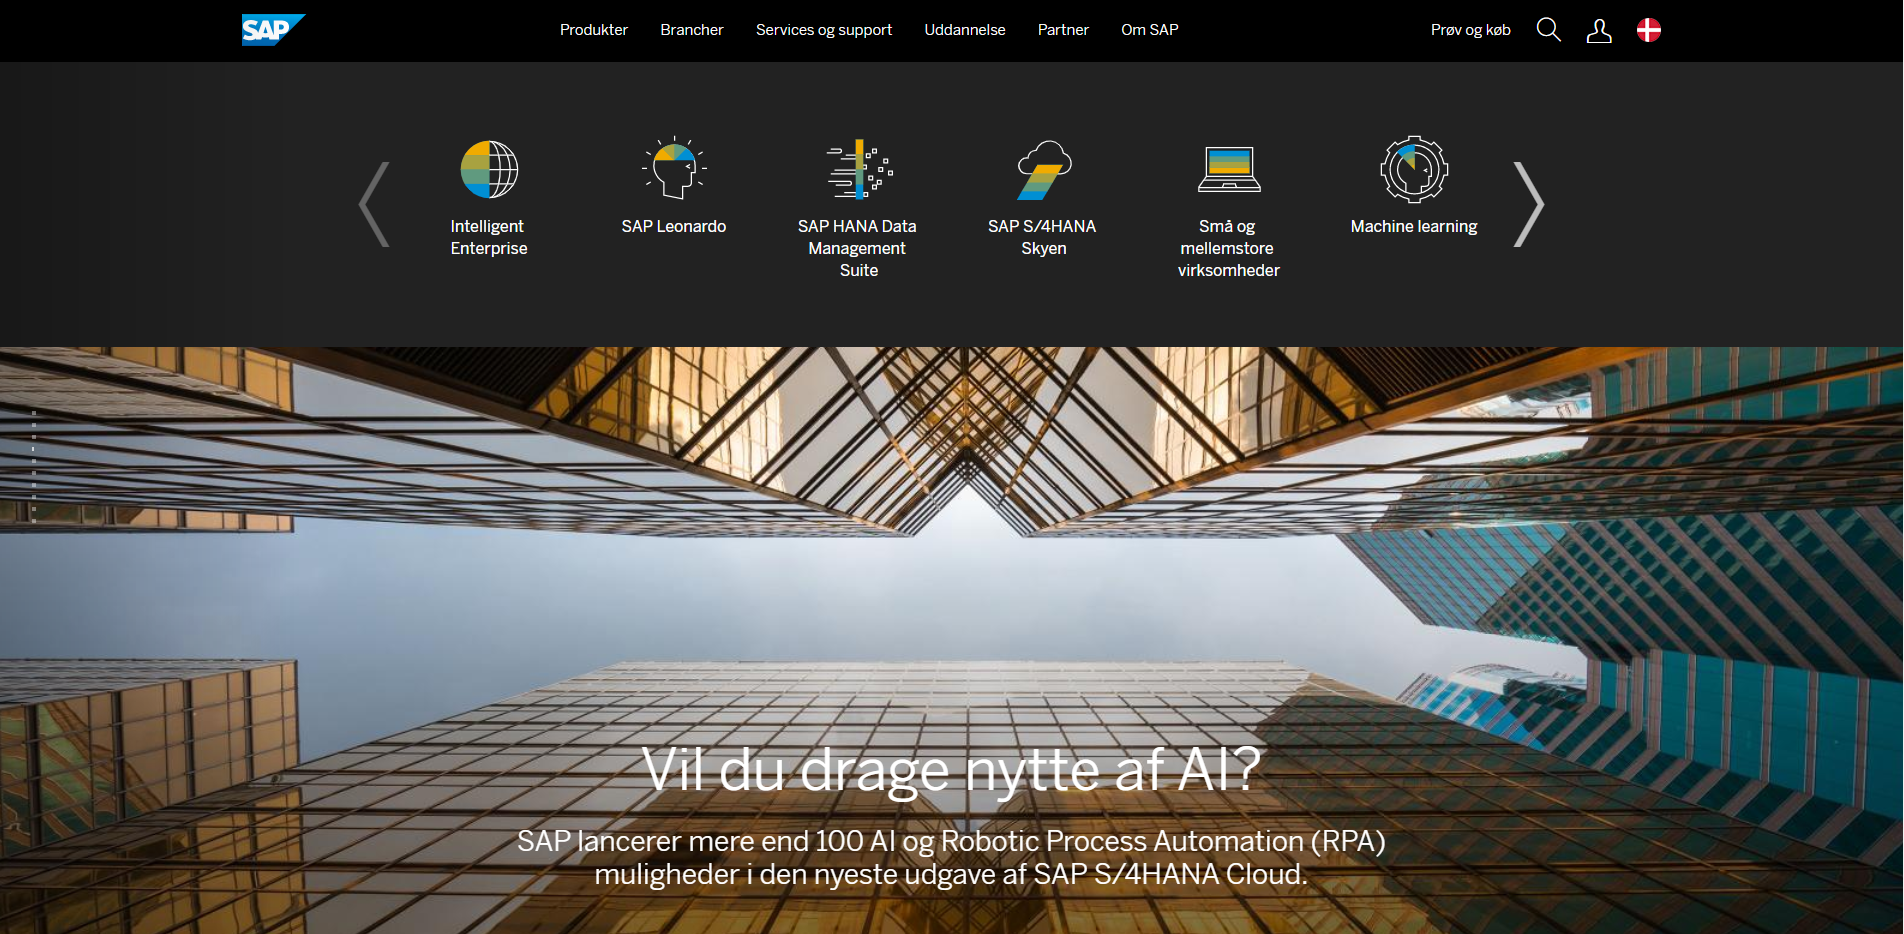 SAP
Produkter
Brancher
Services og support
Uddannelse
Partner
Om SAP
Prøv og køb
Intelligent
Enterprise
SAP Leonardo
SAP HANA Data
Management
Suite
SAP S/4HANA
Skyen
Små og
mellemstore
virksomheder
Machine learning
Vil du drage nytte af AI?
SAP lancerer mere end 100 AI og Robotic Process Automation (RPA)
muligheder i den nyeste udgave af SAP S/4HANA Cloud.